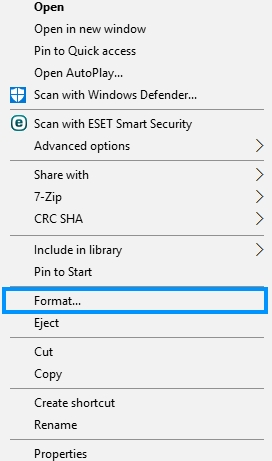 Open
Open in new window
Pin to Quick access
Open AutoPlay...
Scan with Windows Defender...
Scan with ESET Smart Security
Advanced options
Share with
7-Zip
CRC SHA
Include in library
Pin to Start
Format...
Eject
Cut
Copy
Create shortcut
Rename
Properties